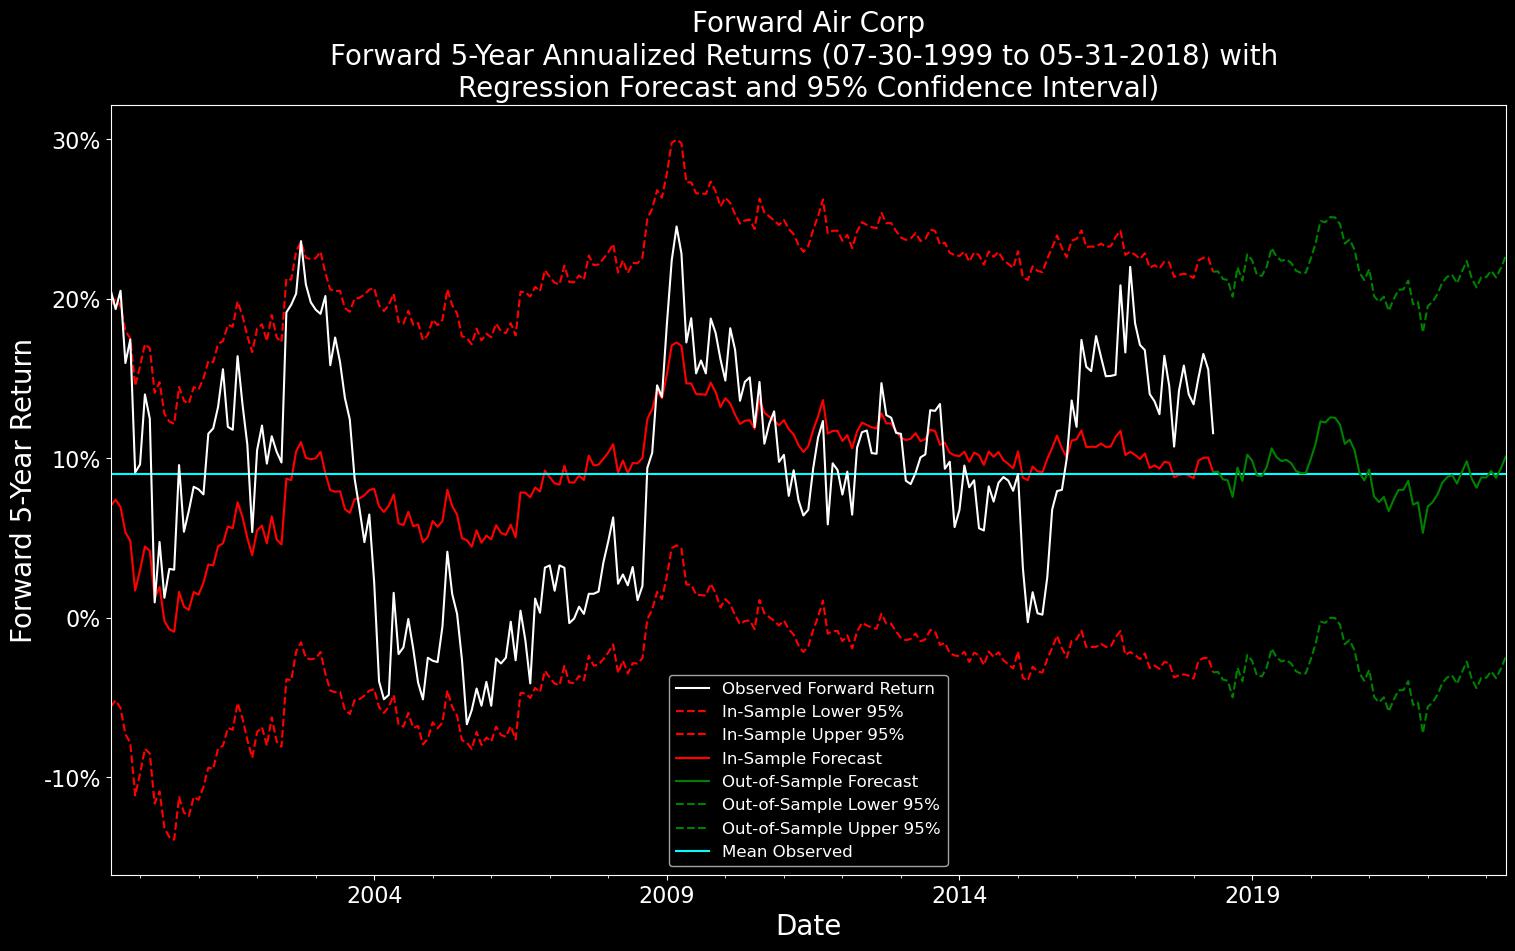 Forward Air Corp
Forward 5-Year Annualized Returns (07-30-1999 to 05-31-2018) with
Regression Forecast and 95% Confidence Interval)
Forward 5-Year Return
30%
20%
10%
0%
-10%
Observed Forward Return
In-Sample Lower 95%
In-Sample Upper 95%
In-Sample Forecast
Out-of-Sample Forecast
Out-of-Sample Lower 95%
Out-of-Sample Upper 95%
Mean Observed
2004
2009
2014
2019
Date